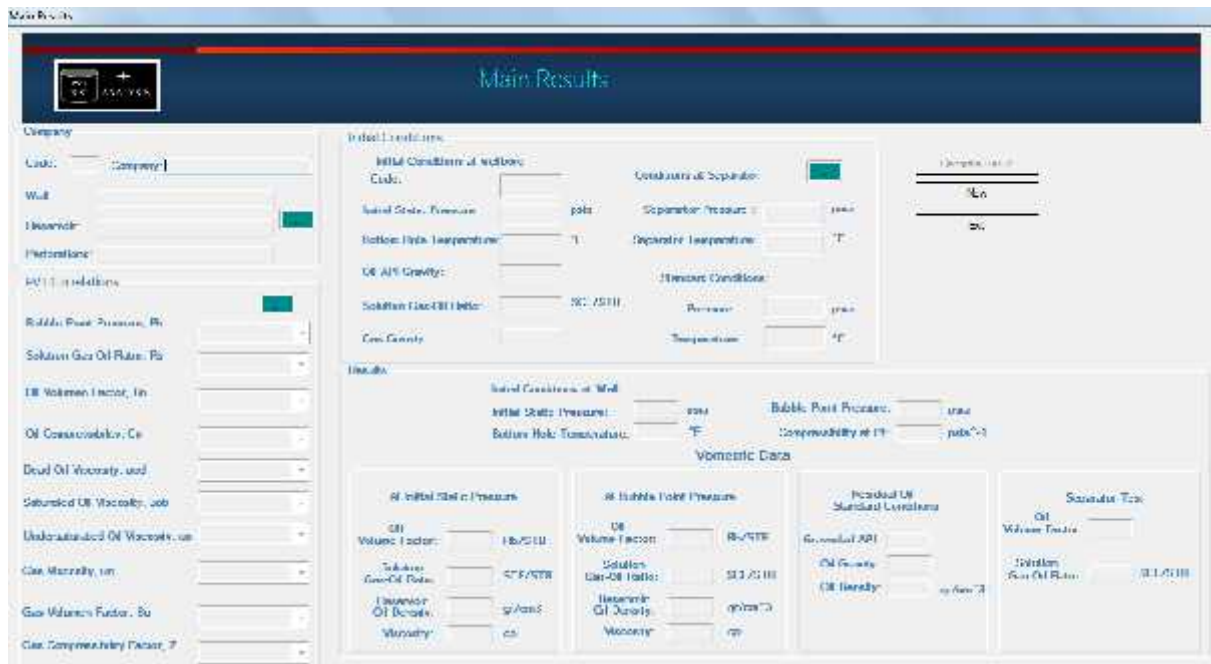 Main Results
Main Results
ANALYSIS
Company
Code:
Company:
Well
Reservoir:
Perforations:
PVT Correlations
Bubble Point Pressure, Pb
Solution Gas Oil Ratio, Rs
Oil Volumen Factor, Bo
Oil Compressibility, Co
Dead Oil Viscosity, uod
Saturated Oil Viscosity, uob
Undersaturated Oil Viscosity, uo
Gas Viscosity, ug
Gas Volumen Factor, Bg
Gas Compressibility Factor, Z
Initial Conditions
Initial Conditions at Wellbore
Code:
Initial Static Pressure
psia
Bottom Hole Temperature:
°F
Oil API Gravity:
Solution Gas-Oil Ratio:
SCF/STB
Gas Gravity
Conditions at Separator
Separator Pressure :
psia
Separator Temperature:
°F
Standard Conditions:
Pressure:
psia
Temperature:
°F
New
Exit
Results
Initial Conditions at Well
Initial Static Pressure:
psia
Bottom Hole Temperature:
°F
Bubble Point Pressure:
psia
Compressibility at
psia^-1
Vometric Data
At Initial Static Pressure
Oil
Volume Factor:
Rb/STB
Solution
Gas-Oil Ratio:
SCF/STB
Reservoir
Oil Density:
gr/cm3
Viscosity:
cp
At Bubble Point Pressure
Oil
Volume Factor:
Rb/STB
Solution
Gas-Oil Ratio:
SCF/STB
Reservoir
Oil Density:
gr/cm^3
Viscosity:
cp
Residual Oil
Standard Conditions
API
Oil Gravity
Oil Density:
gr/cm^3
Separator Test
Oil
Volume Factor
Solution
Gas-Oil Ratio:
SCF/STB